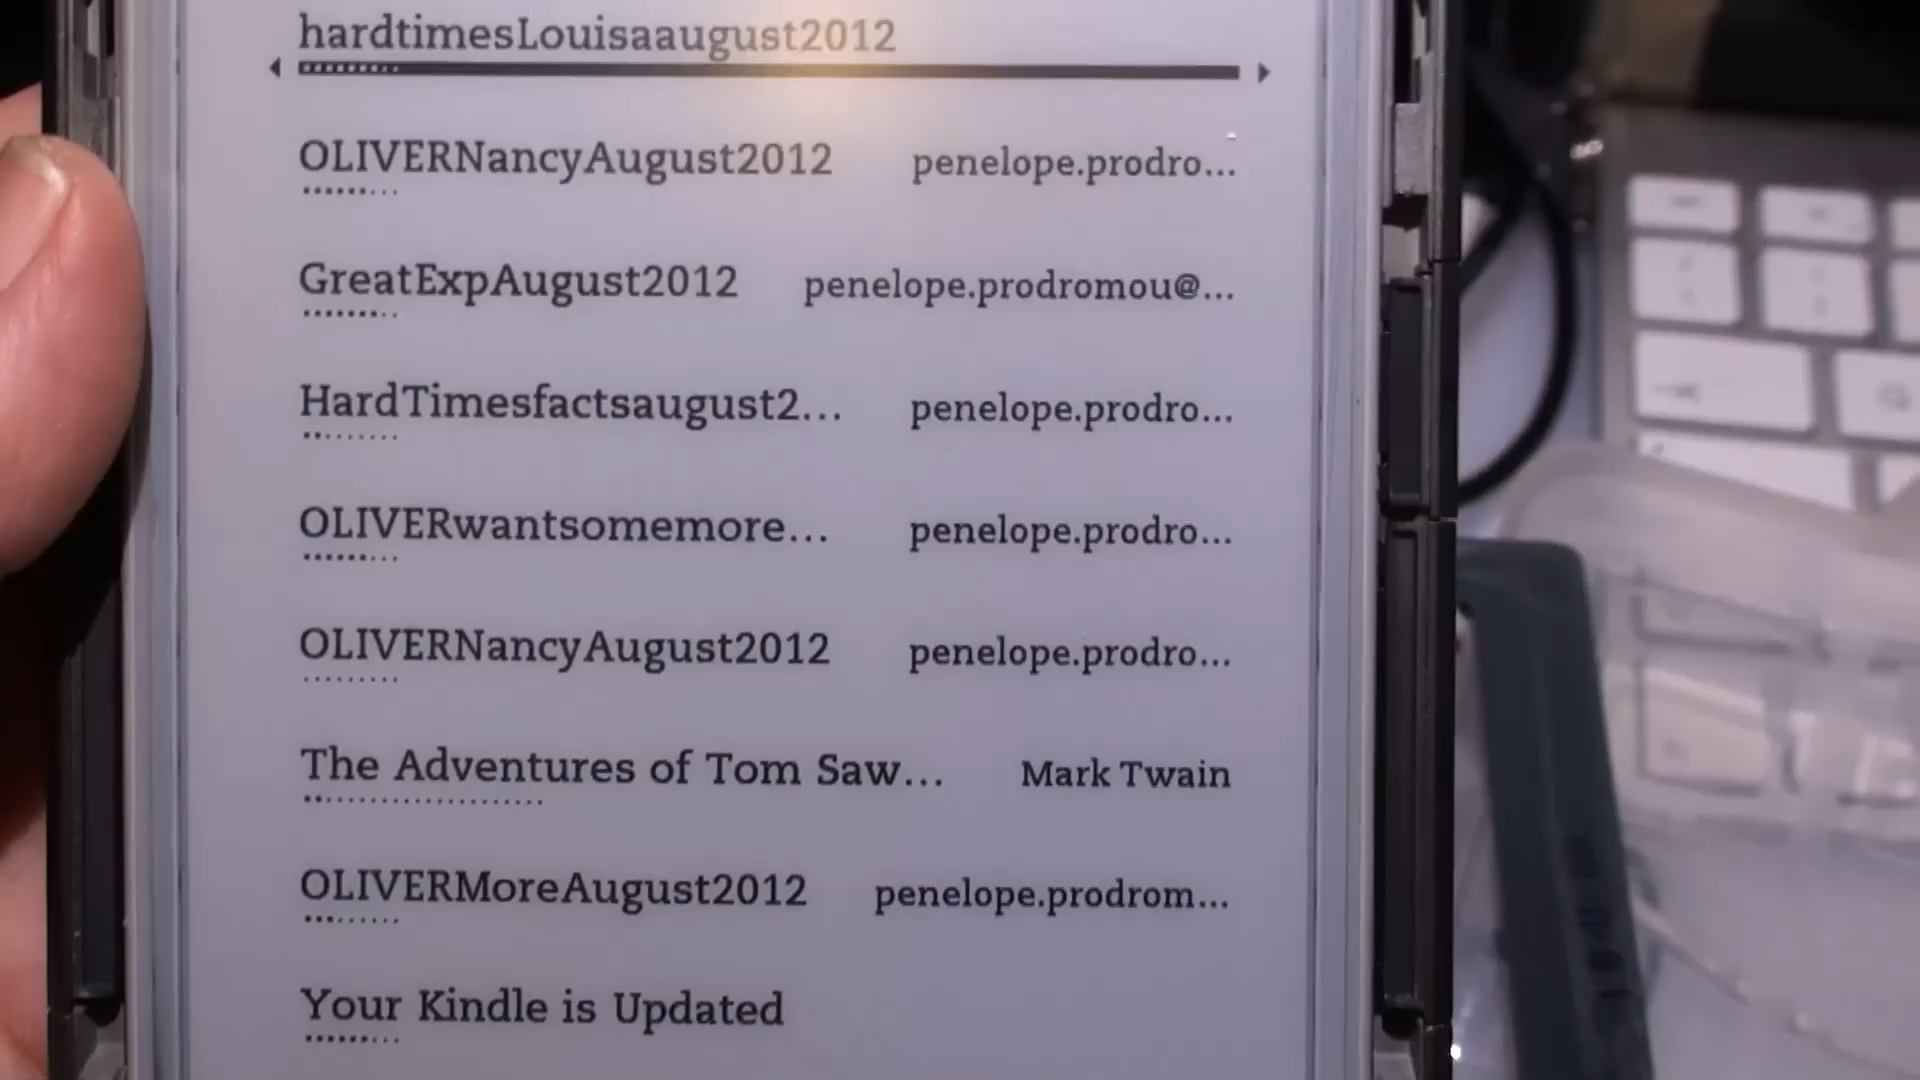 hardtimesLouisaaugust2012
OLIVERNancyAugust2012 penelope.prodro...
GreatExpAugust2012 penelope.prodromou@...
HardTimesfactsaugust2... penelope.prodro...
OLIVERwantsomemore... penelope.prodro...
OLIVERNancyAugust2012 penelope.prodro...
The Adventures of Tom Saw... Mark Twain
OLIVERMoreAugust2012 penelope.prodrom...
Your Kindle is Updated